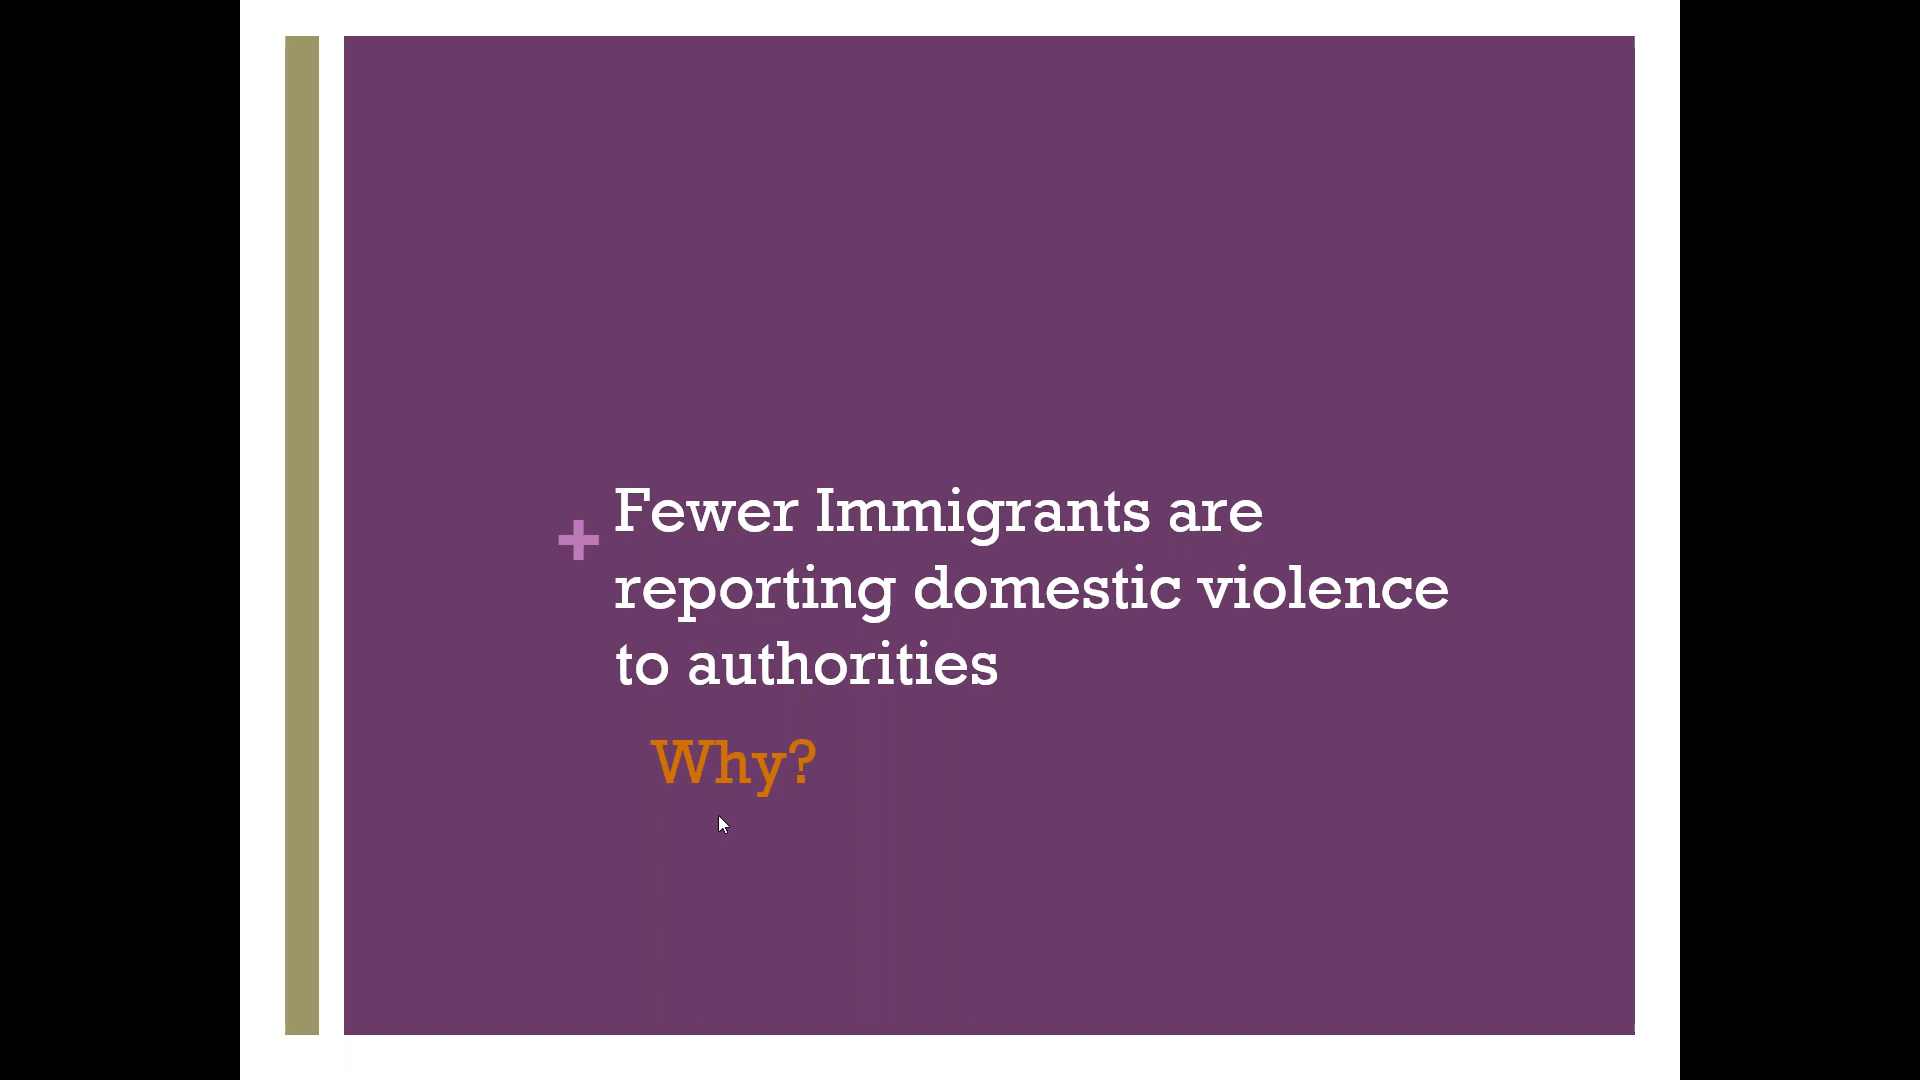 + Fewer Immigrants are
reporting domestic violence
to authorities
Why?